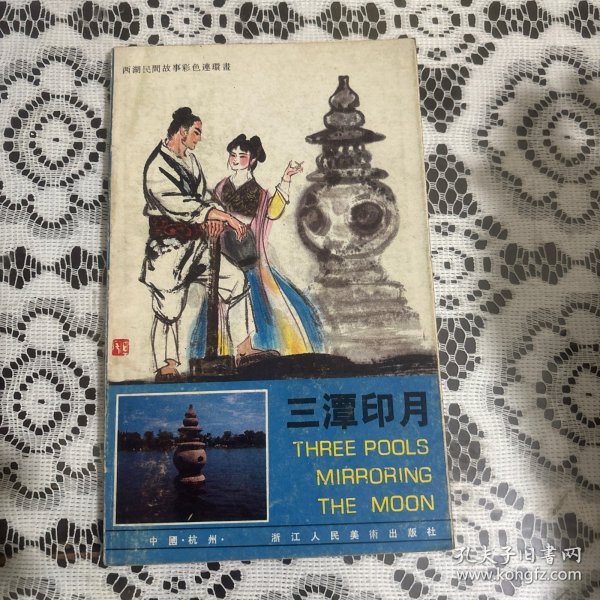 西湖民間故事彩色連環畫
三潭印月
THREE POOLS
MIRRORING
THE MOON
中國·杭州·
浙江人民美術出版社
孔夫子旧书网
www.kongfz.com